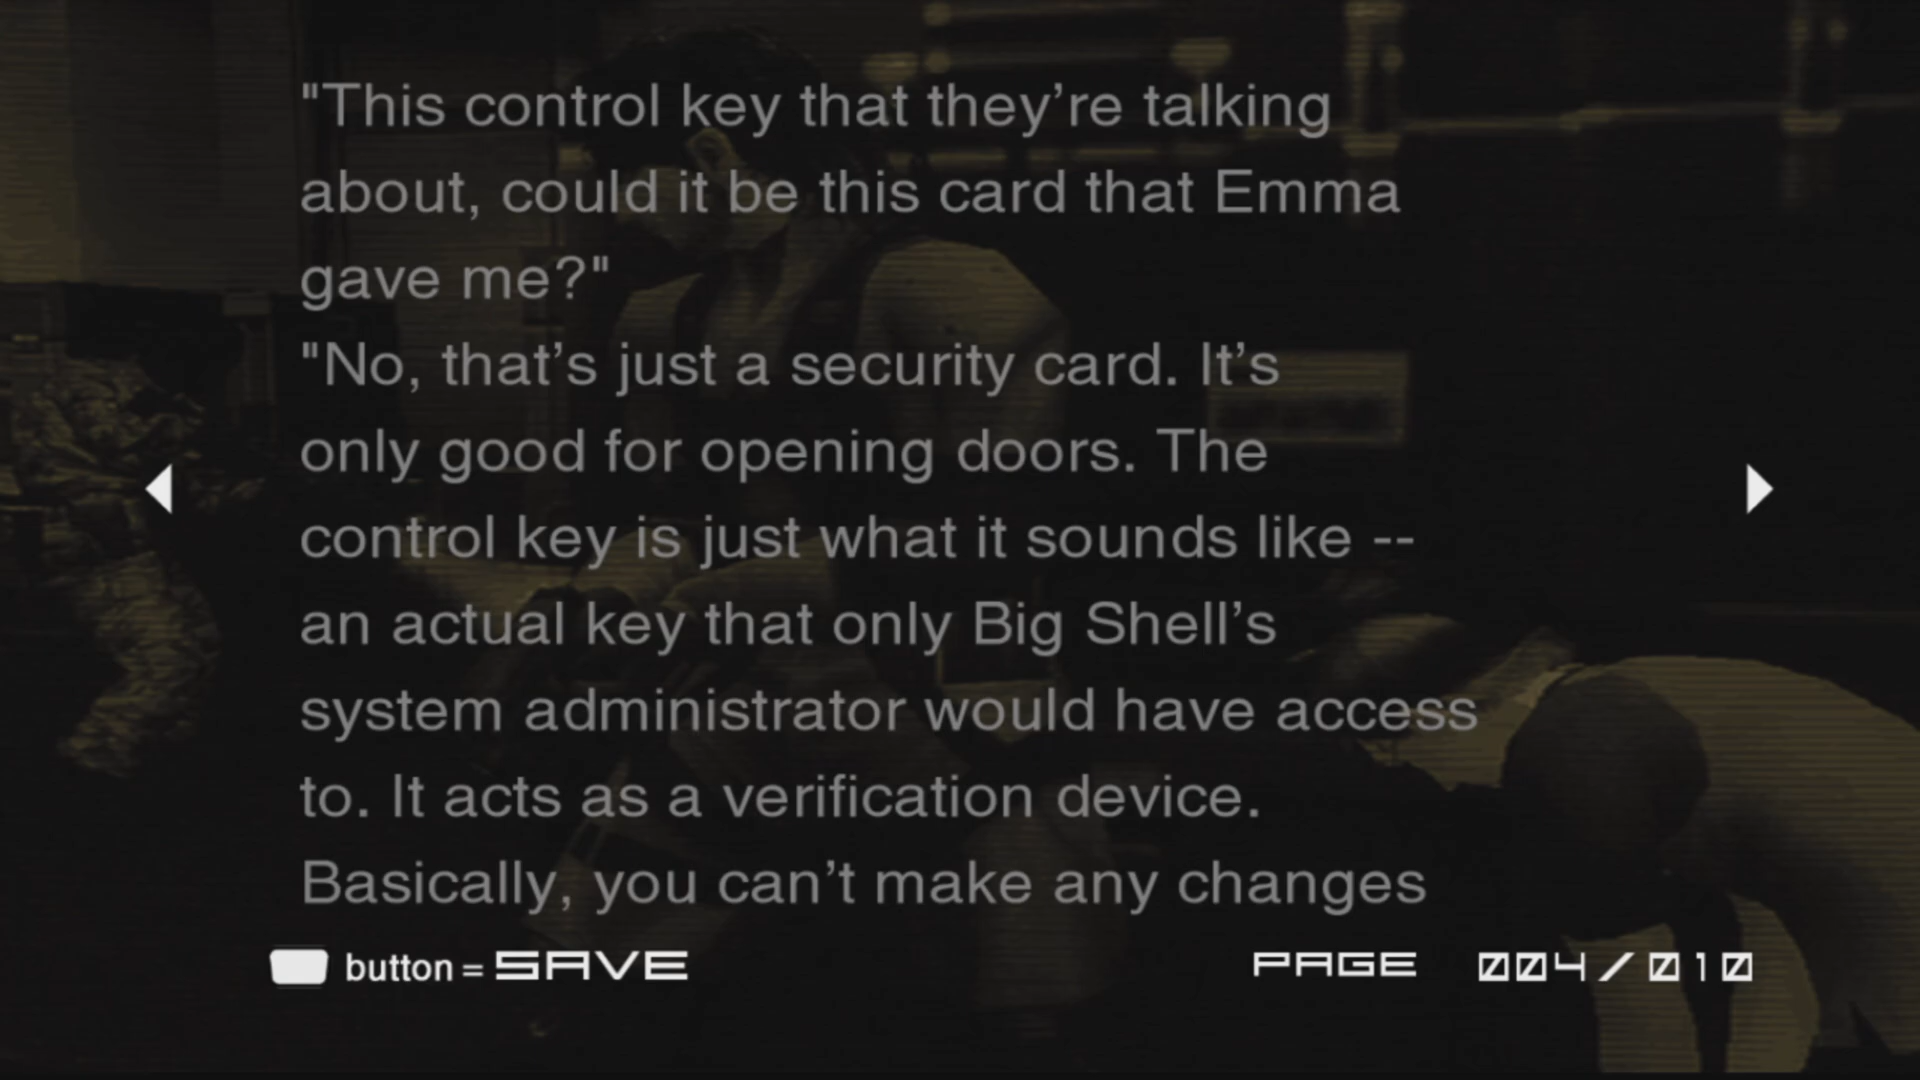 "This control key that they’re talking
about, could it be this card that Emma
gave me?"
"No, that’s just a security card. It’s
only good for opening doors. The
control key is just what it sounds like --
an actual key that only Big Shell’s
system administrator would have access
to. It acts as a verification device.
Basically, you can’t make any changes
button = SAVE
PAGE 004/010